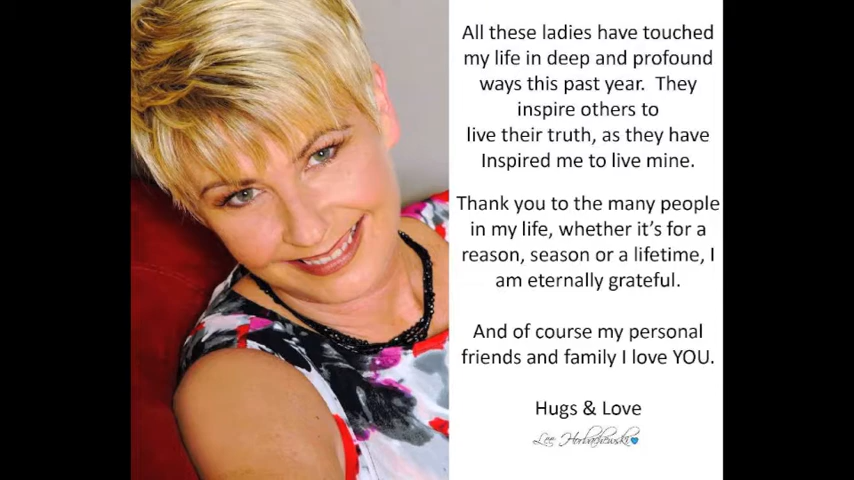 All these ladies have touched
my life in deep and profound
ways this past year. They
inspire others to
live their truth, as they have
Inspired me to live mine.
Thank you to the many people
in my life, whether it's for a
reason, season or a lifetime, I
am eternally grateful.
And of course my personal
friends and family I love YOU.
Hugs & Love
Lee Horbachewski